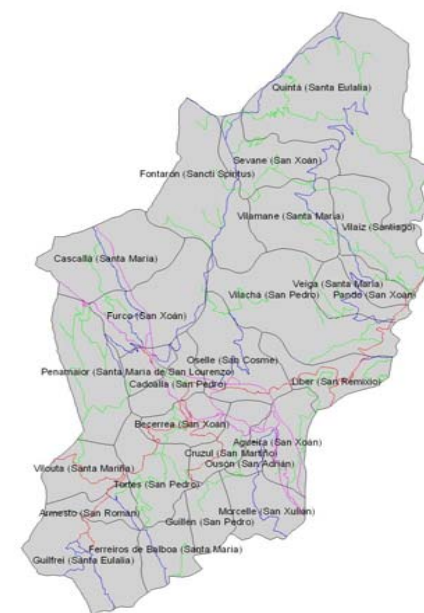 Quintá (Santa Eulalia)
Sevane (San Xoán)
Fontarón (Sancti Spíritus)
Vilamane (Santa María)
Vilaiz (Santiago)
Cascallá (Santa María)
Veiga (Santa María)
Vilachá (San Pedro)
Pando (San Xoán)
Furco (San Xoán)
Oselle (San Cosme)
Penamaior (Santa María de San Lourenzo)
Cadoalla (San Pedro)
Liber (San Remixio)
Becerreá (San Xoán)
Agüeira (San Xoán)
Cruzul (San Martiño)
Ouson (San Adrián)
Vilouta (Santa Mariña)
Tortes (San Pedro)
Armesto (San Román)
Morcelle (San Xulián)
Guillén (San Pedro)
Ferreiros de Balboa (Santa María)
Guilfrei (Santa Eulalia)